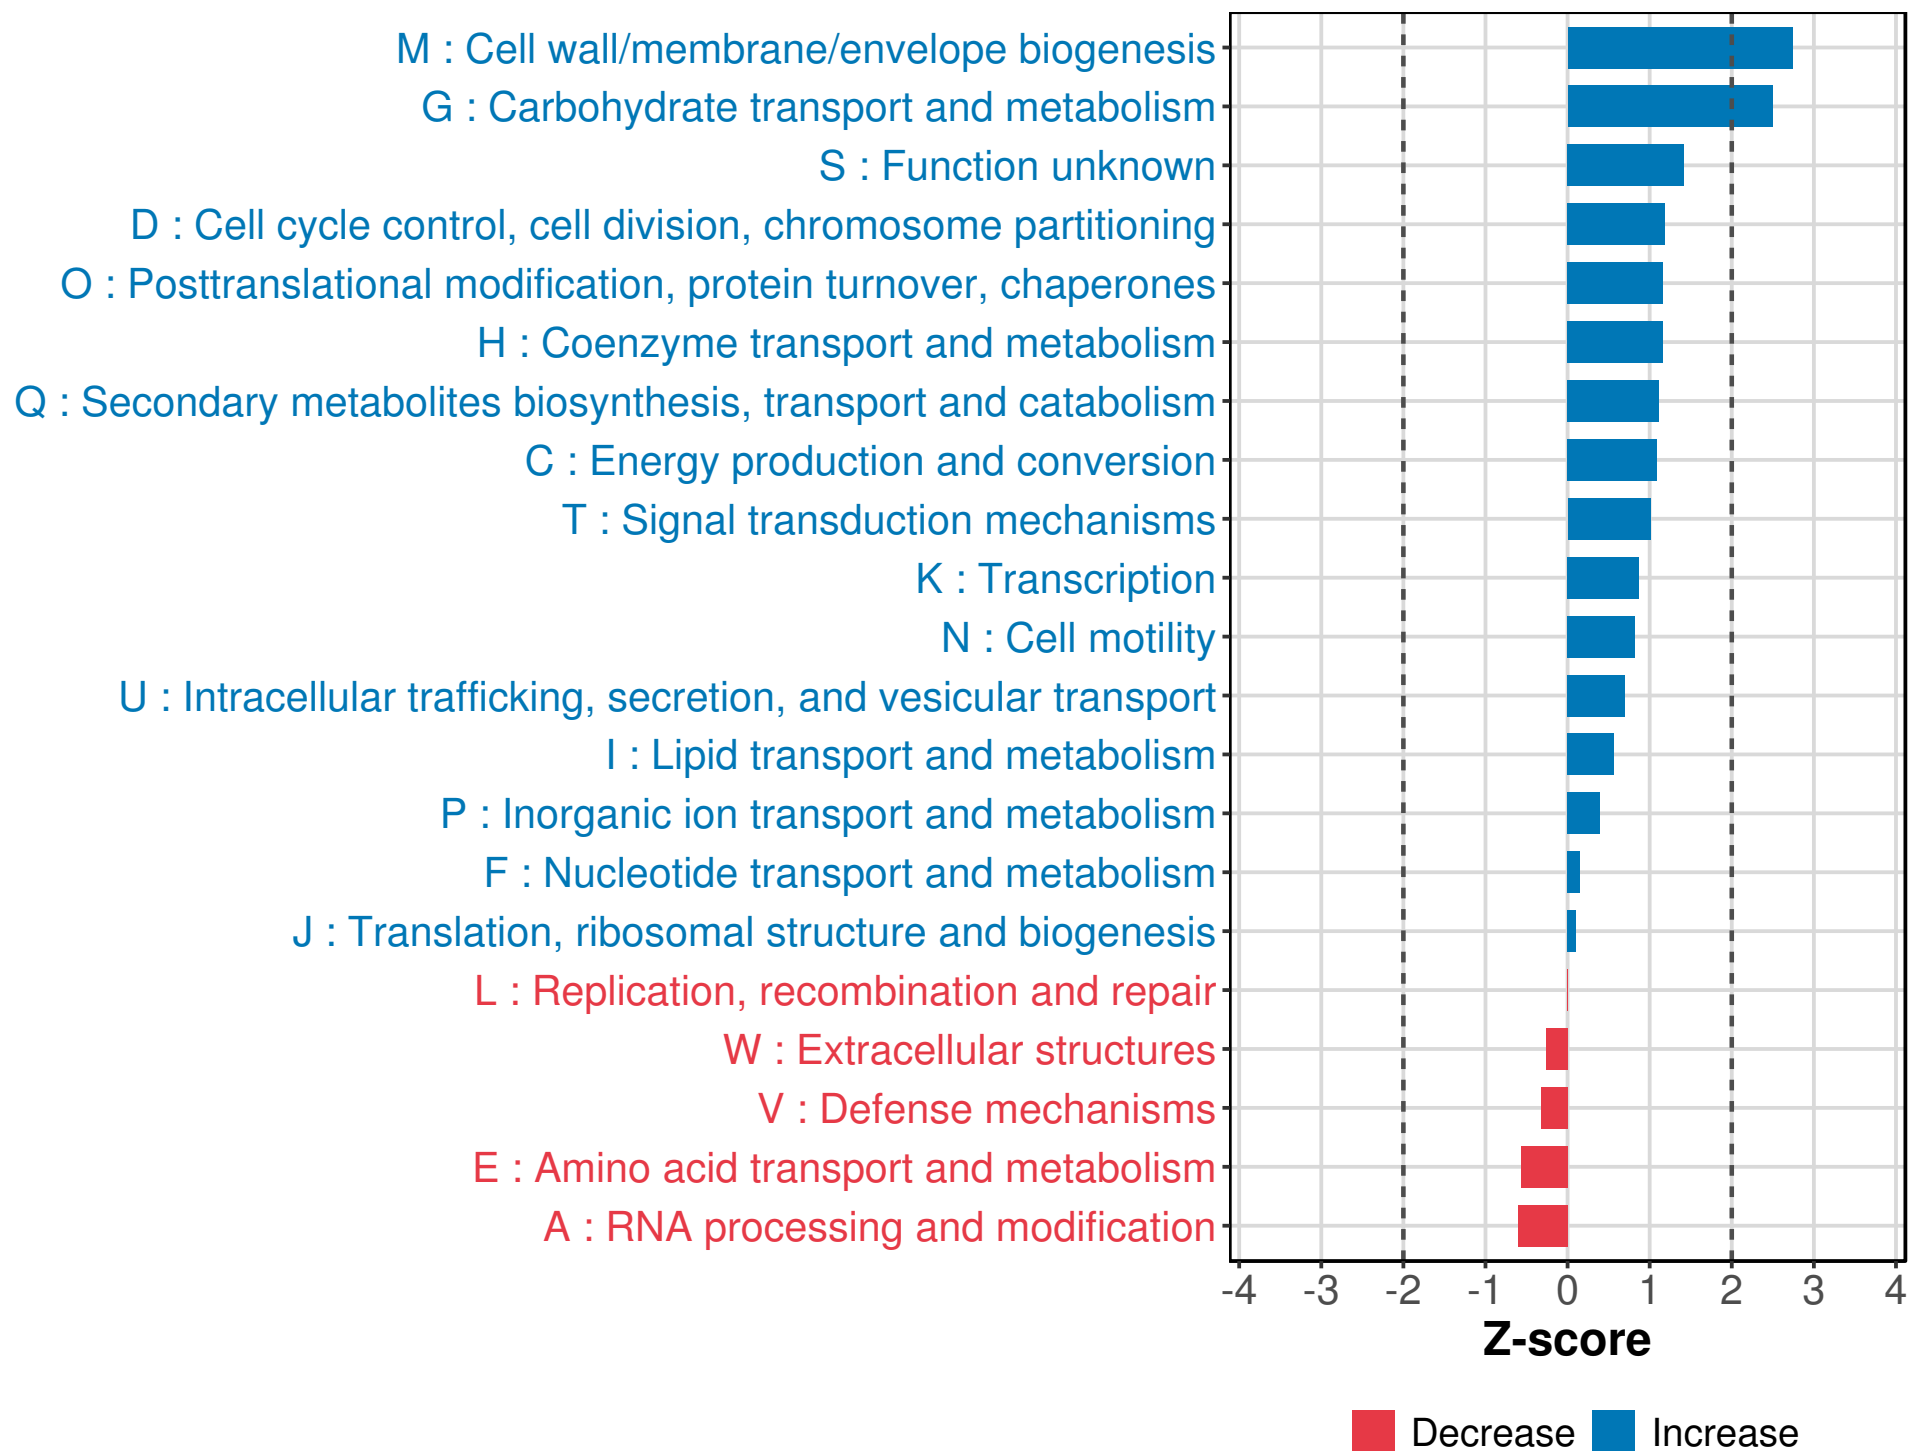 M : Cell wall/membrane/envelope biogenesis
G : Carbohydrate transport and metabolism
S : Function unknown
D : Cell cycle control, cell division, chromosome partitioning
O : Posttranslational modification, protein turnover, chaperones
H : Coenzyme transport and metabolism
Q : Secondary metabolites biosynthesis, transport and catabolism
C : Energy production and conversion
T : Signal transduction mechanisms
K : Transcription
N : Cell motility
U : Intracellular trafficking, secretion, and vesicular transport
I : Lipid transport and metabolism
P : Inorganic ion transport and metabolism
F : Nucleotide transport and metabolism
J : Translation, ribosomal structure and biogenesis
L : Replication, recombination and repair
W : Extracellular structures
V : Defense mechanisms
E : Amino acid transport and metabolism
A : RNA processing and modification
-4 -3 -2 -1 0 1 2 3 4
Z-score
Decrease Increase